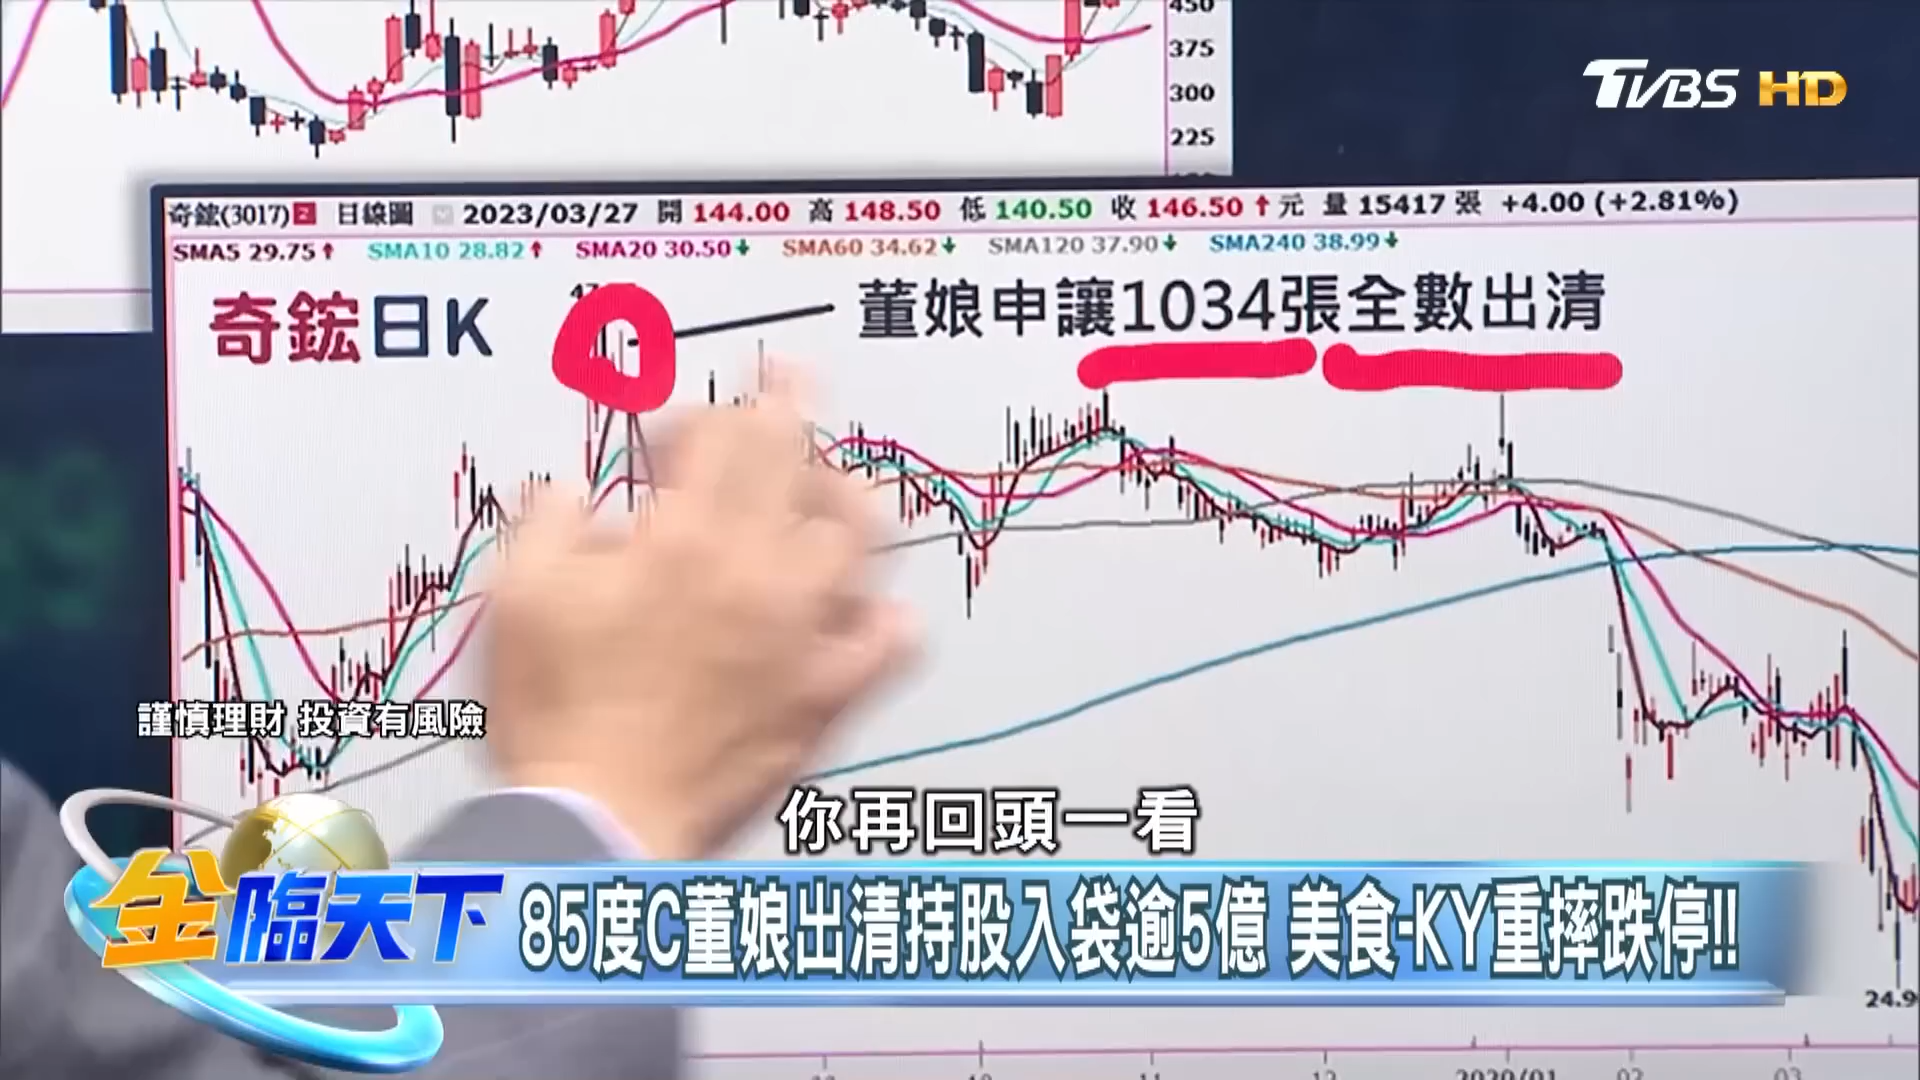 450
375
300
225
TVBS HD
奇鋐(3017) 日線圖 2023/03/27 開 144.00 高 148.50 低 140.50 收 146.50↑元 量 15417 張 +4.00 (+2.81%)
SMA5 29.75↑ SMA10 28.82↑ SMA20 30.50↓ SMA60 34.62↓ SMA120 37.90↓ SMA240 38.99↓
奇鋐日K
董娘申讓1034張全數出清
謹慎理財 投資有風險
你再回頭一看
金臨天下
85度C董娘出清持股入袋逾5億 美食-KY重摔跌停!!
24.9
11 12 2020/01 02 03